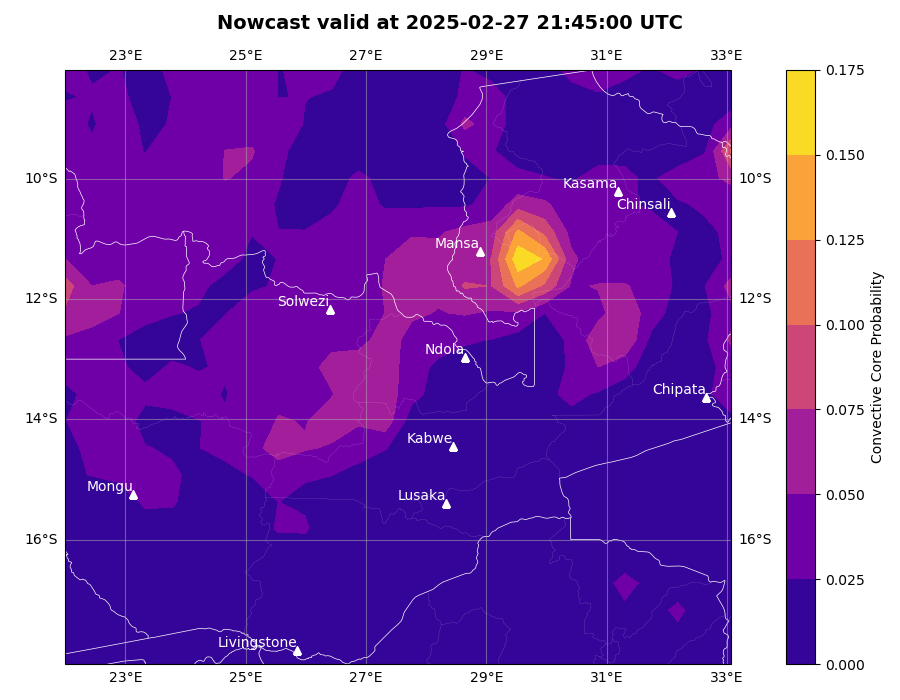 Nowcast valid at 2025-02-27 21:45:00 UTC
23°E 25°E 27°E 29°E 31°E 33°E
0.175
0.150
10°S Kasama 10°S
Chinsali
Mansa
0.125
12°S Solwezi 12°S
0.100
Ndola
Chipata
0.075
14°S 14°S
Kabwe
Mongu Lusaka
0.050
16°S 16°S
0.025
Livingstone
0.000
23°E 25°E 27°E 29°E 31°E 33°E
Convective Core Probability